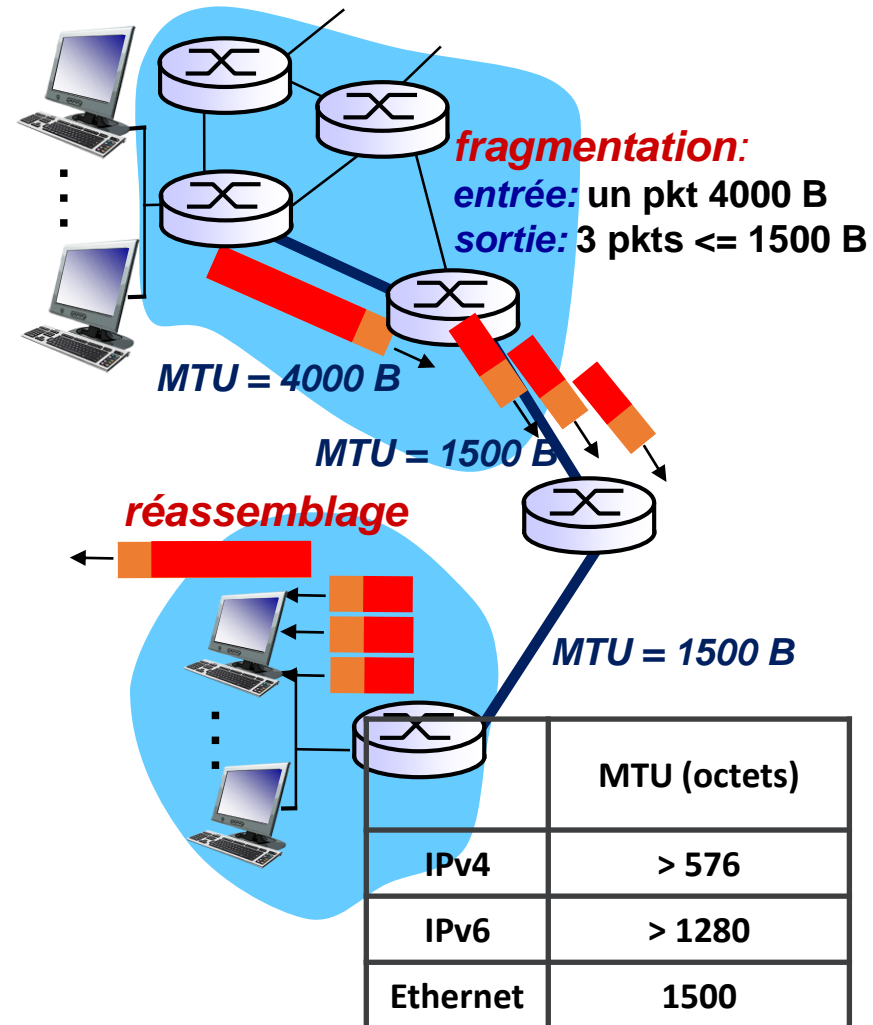 fragmentation:
entrée: un pkt 4000 B
sortie: 3 pkts <= 1500 B
MTU = 4000 B
MTU = 1500 B
réassemblage
MTU = 1500 B
MTU (octets)
IPv4 > 576
IPv6 > 1280
Ethernet 1500